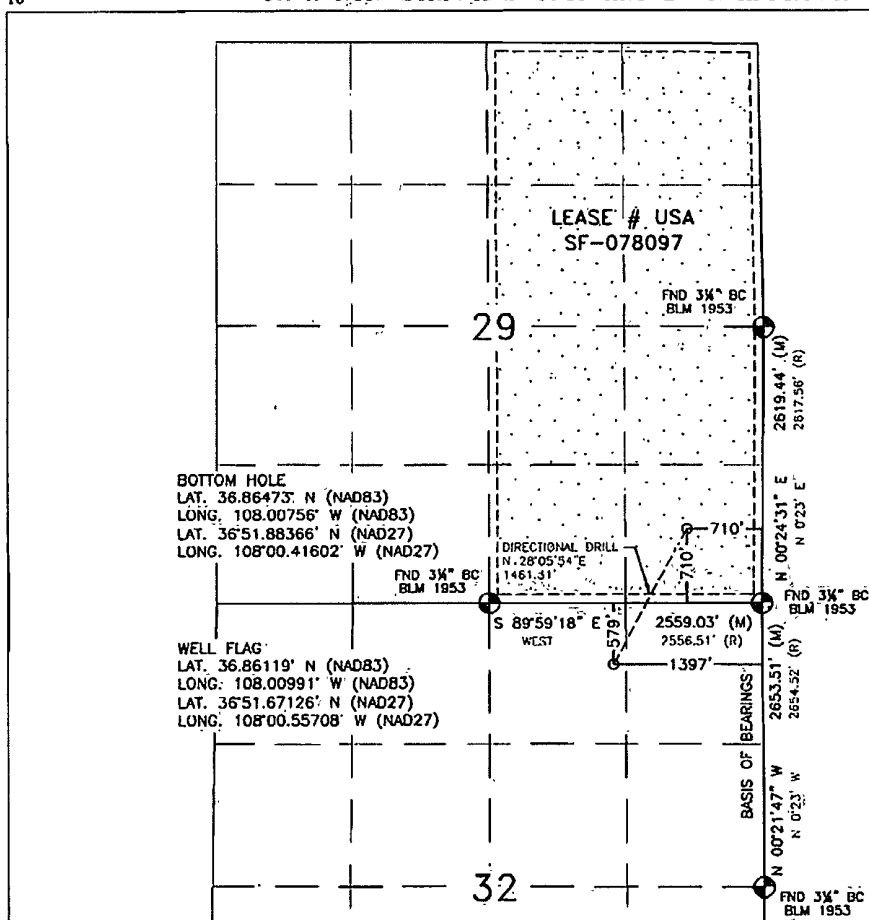 LEASE # USA
SF-078097
FND 3¼" BC
BLM 1953
29
2619.44' (M)
2617.56' (R)
N 00°24'31" E
N 0°23' E
BOTTOM HOLE
LAT. 36.86473° N (NAD83)
LONG. 108.00756° W (NAD83)
LAT. 36°51.88366' N (NAD27)
LONG. 108°00.41602' W (NAD27)
710'
710'
DIRECTIONAL DRILL
N 28°05'54"E
1461.31'
FND 3¼" BC
BLM 1953
FND 3¼" BC
BLM 1953
S 89°59'18" E
WEST
2559.03' (M)
2556.51' (R)
579'
1397'
WELL FLAG
LAT. 36.86119° N (NAD83)
LONG. 108.00991° W (NAD83)
LAT. 36°51.67126' N (NAD27)
LONG. 108°00.55708' W (NAD27)
2653.51' (M)
2654.52' (R)
BASIS OF BEARINGS
N 00°21'47" W
N 0°23' W
32
FND 3¼" BC
BLM 1953